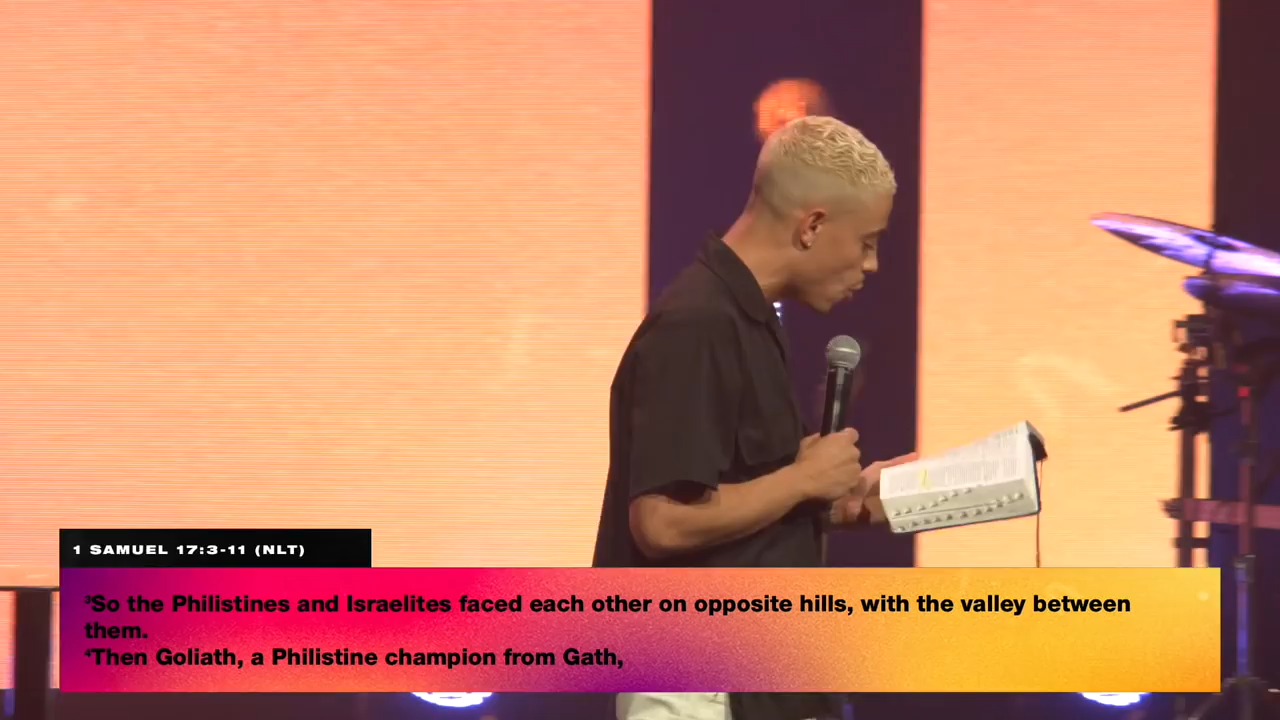 1 SAMUEL 17:3-11 (NLT)
³So the Philistines and Israelites faced each other on opposite hills, with the valley between
them.
⁴Then Goliath, a Philistine champion from Gath,